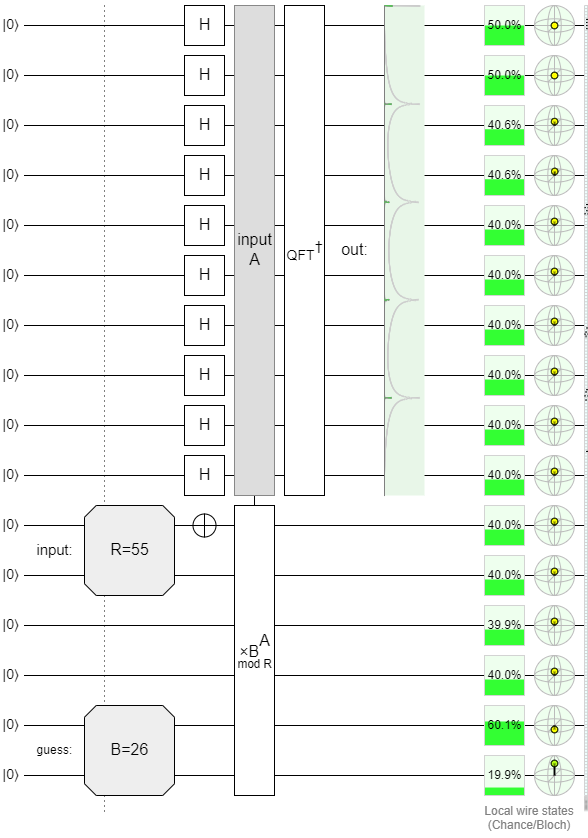 |0⟩ H 50.0%
|0⟩ H 50.0%
|0⟩ H 40.6%
|0⟩ H 40.6%
|0⟩ H 40.0%
input
A
QFT† out:
|0⟩ H 40.0%
|0⟩ H 40.0%
|0⟩ H 40.0%
|0⟩ H 40.0%
|0⟩ H 40.0%
|0⟩ 40.0%
input: R=55
|0⟩ 40.0%
|0⟩ 39.9%
×B^A
mod R
|0⟩ 40.0%
|0⟩ 60.1%
guess: B=26
|0⟩ 19.9%
Local wire states
(Chance/Bloch)